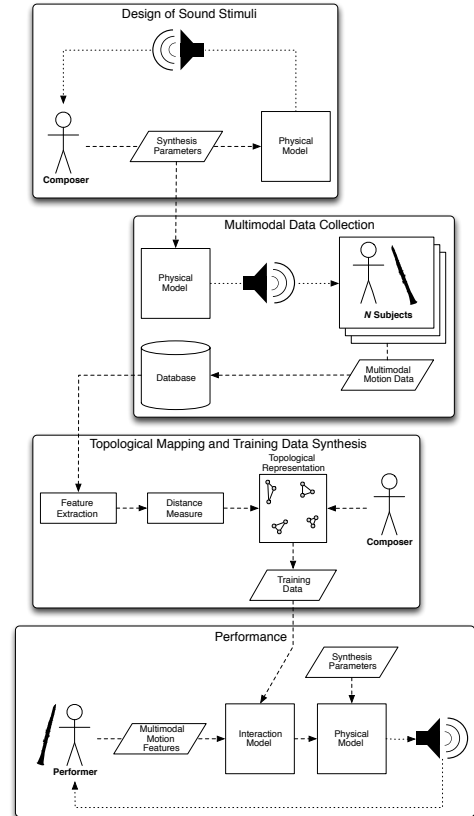 Design of Sound Stimuli
Synthesis
Parameters
Physical
Model
Composer
Multimodal Data Collection
Physical
Model
N Subjects
Database
Multimodal
Motion Data
Topological Mapping and Training Data Synthesis
Topological
Representation
Feature
Extraction
Distance
Measure
Composer
Training
Data
Performance
Synthesis
Parameters
Multimodal
Motion
Features
Interaction
Model
Physical
Model
Performer